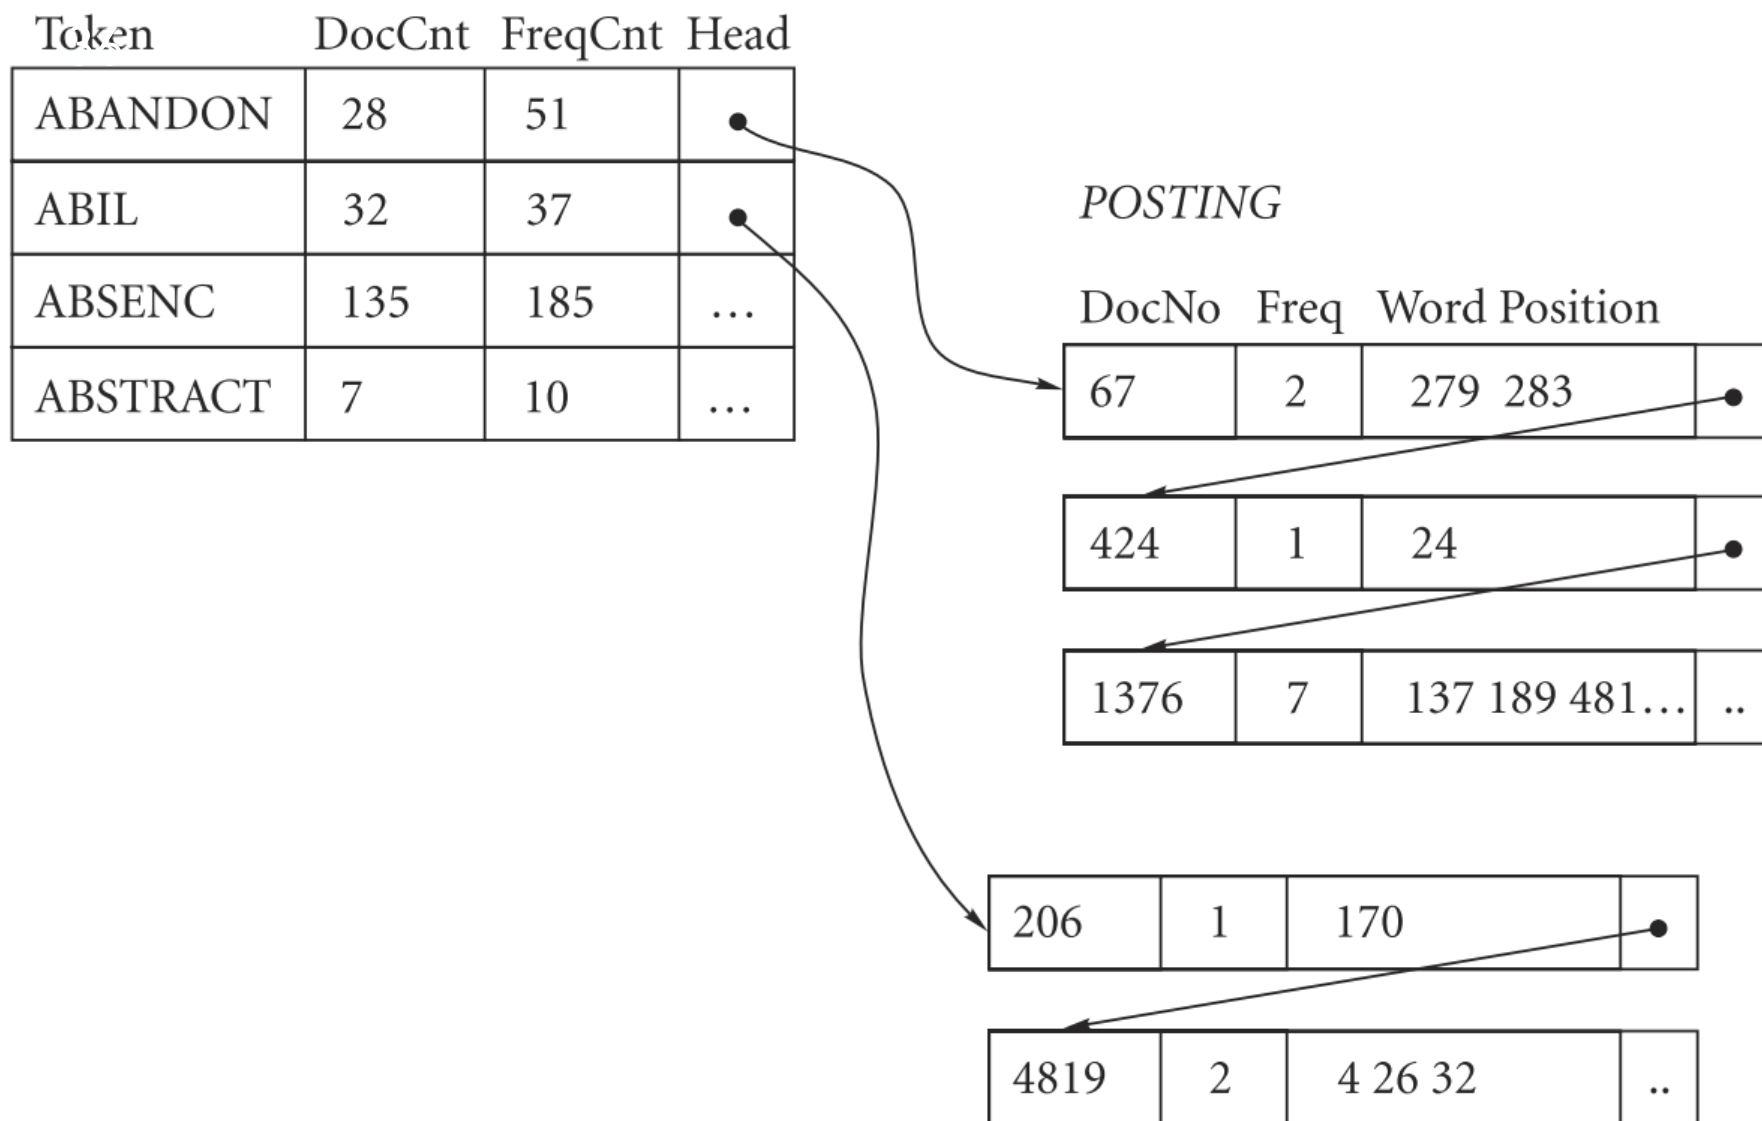 Token DocCnt FreqCnt Head
ABANDON 28 51
ABIL 32 37
ABSENC 135 185 ...
ABSTRACT 7 10 ...
POSTING
DocNo Freq Word Position
67 2 279 283
424 1 24
1376 7 137 189 481... ..
206 1 170
4819 2 4 26 32 ..